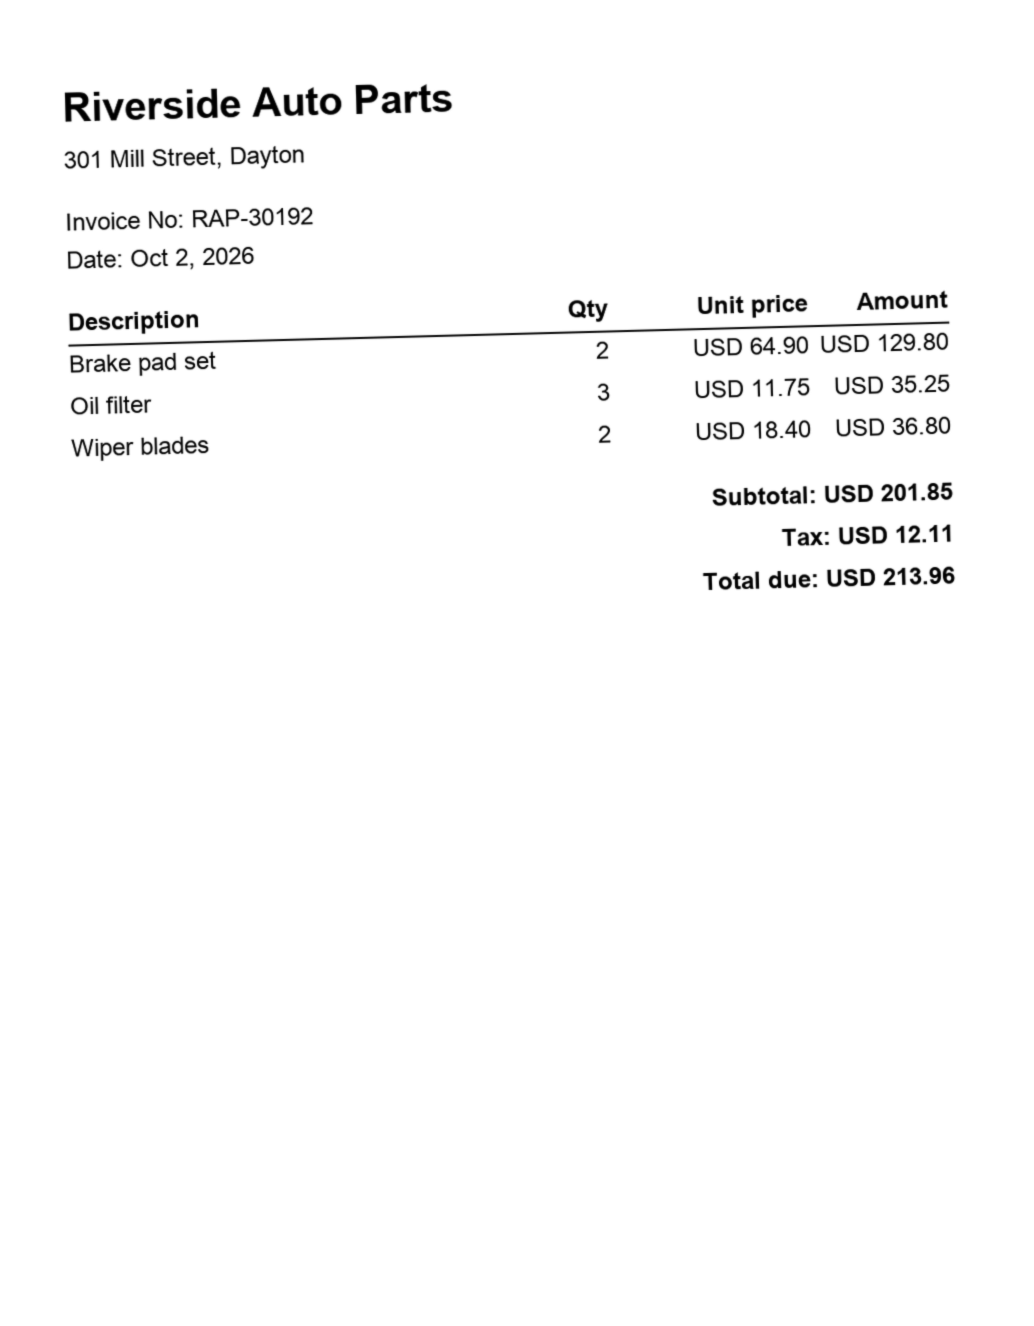 Riverside Auto Parts
301 Mill Street, Dayton
Invoice No: RAP-30192
Date: Oct 2, 2026
Description Qty Unit price Amount
Brake pad set 2 USD 64.90 USD 129.80
Oil filter 3 USD 11.75 USD 35.25
Wiper blades 2 USD 18.40 USD 36.80
Subtotal: USD 201.85
Tax: USD 12.11
Total due: USD 213.96